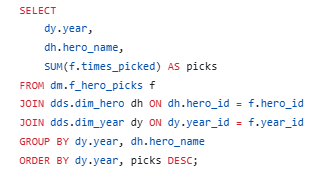 SELECT
dy.year,
dh.hero_name,
SUM(f.times_picked) AS picks
FROM dm.f_hero_picks f
JOIN dds.dim_hero dh ON dh.hero_id = f.hero_id
JOIN dds.dim_year dy ON dy.year_id = f.year_id
GROUP BY dy.year, dh.hero_name
ORDER BY dy.year, picks DESC;